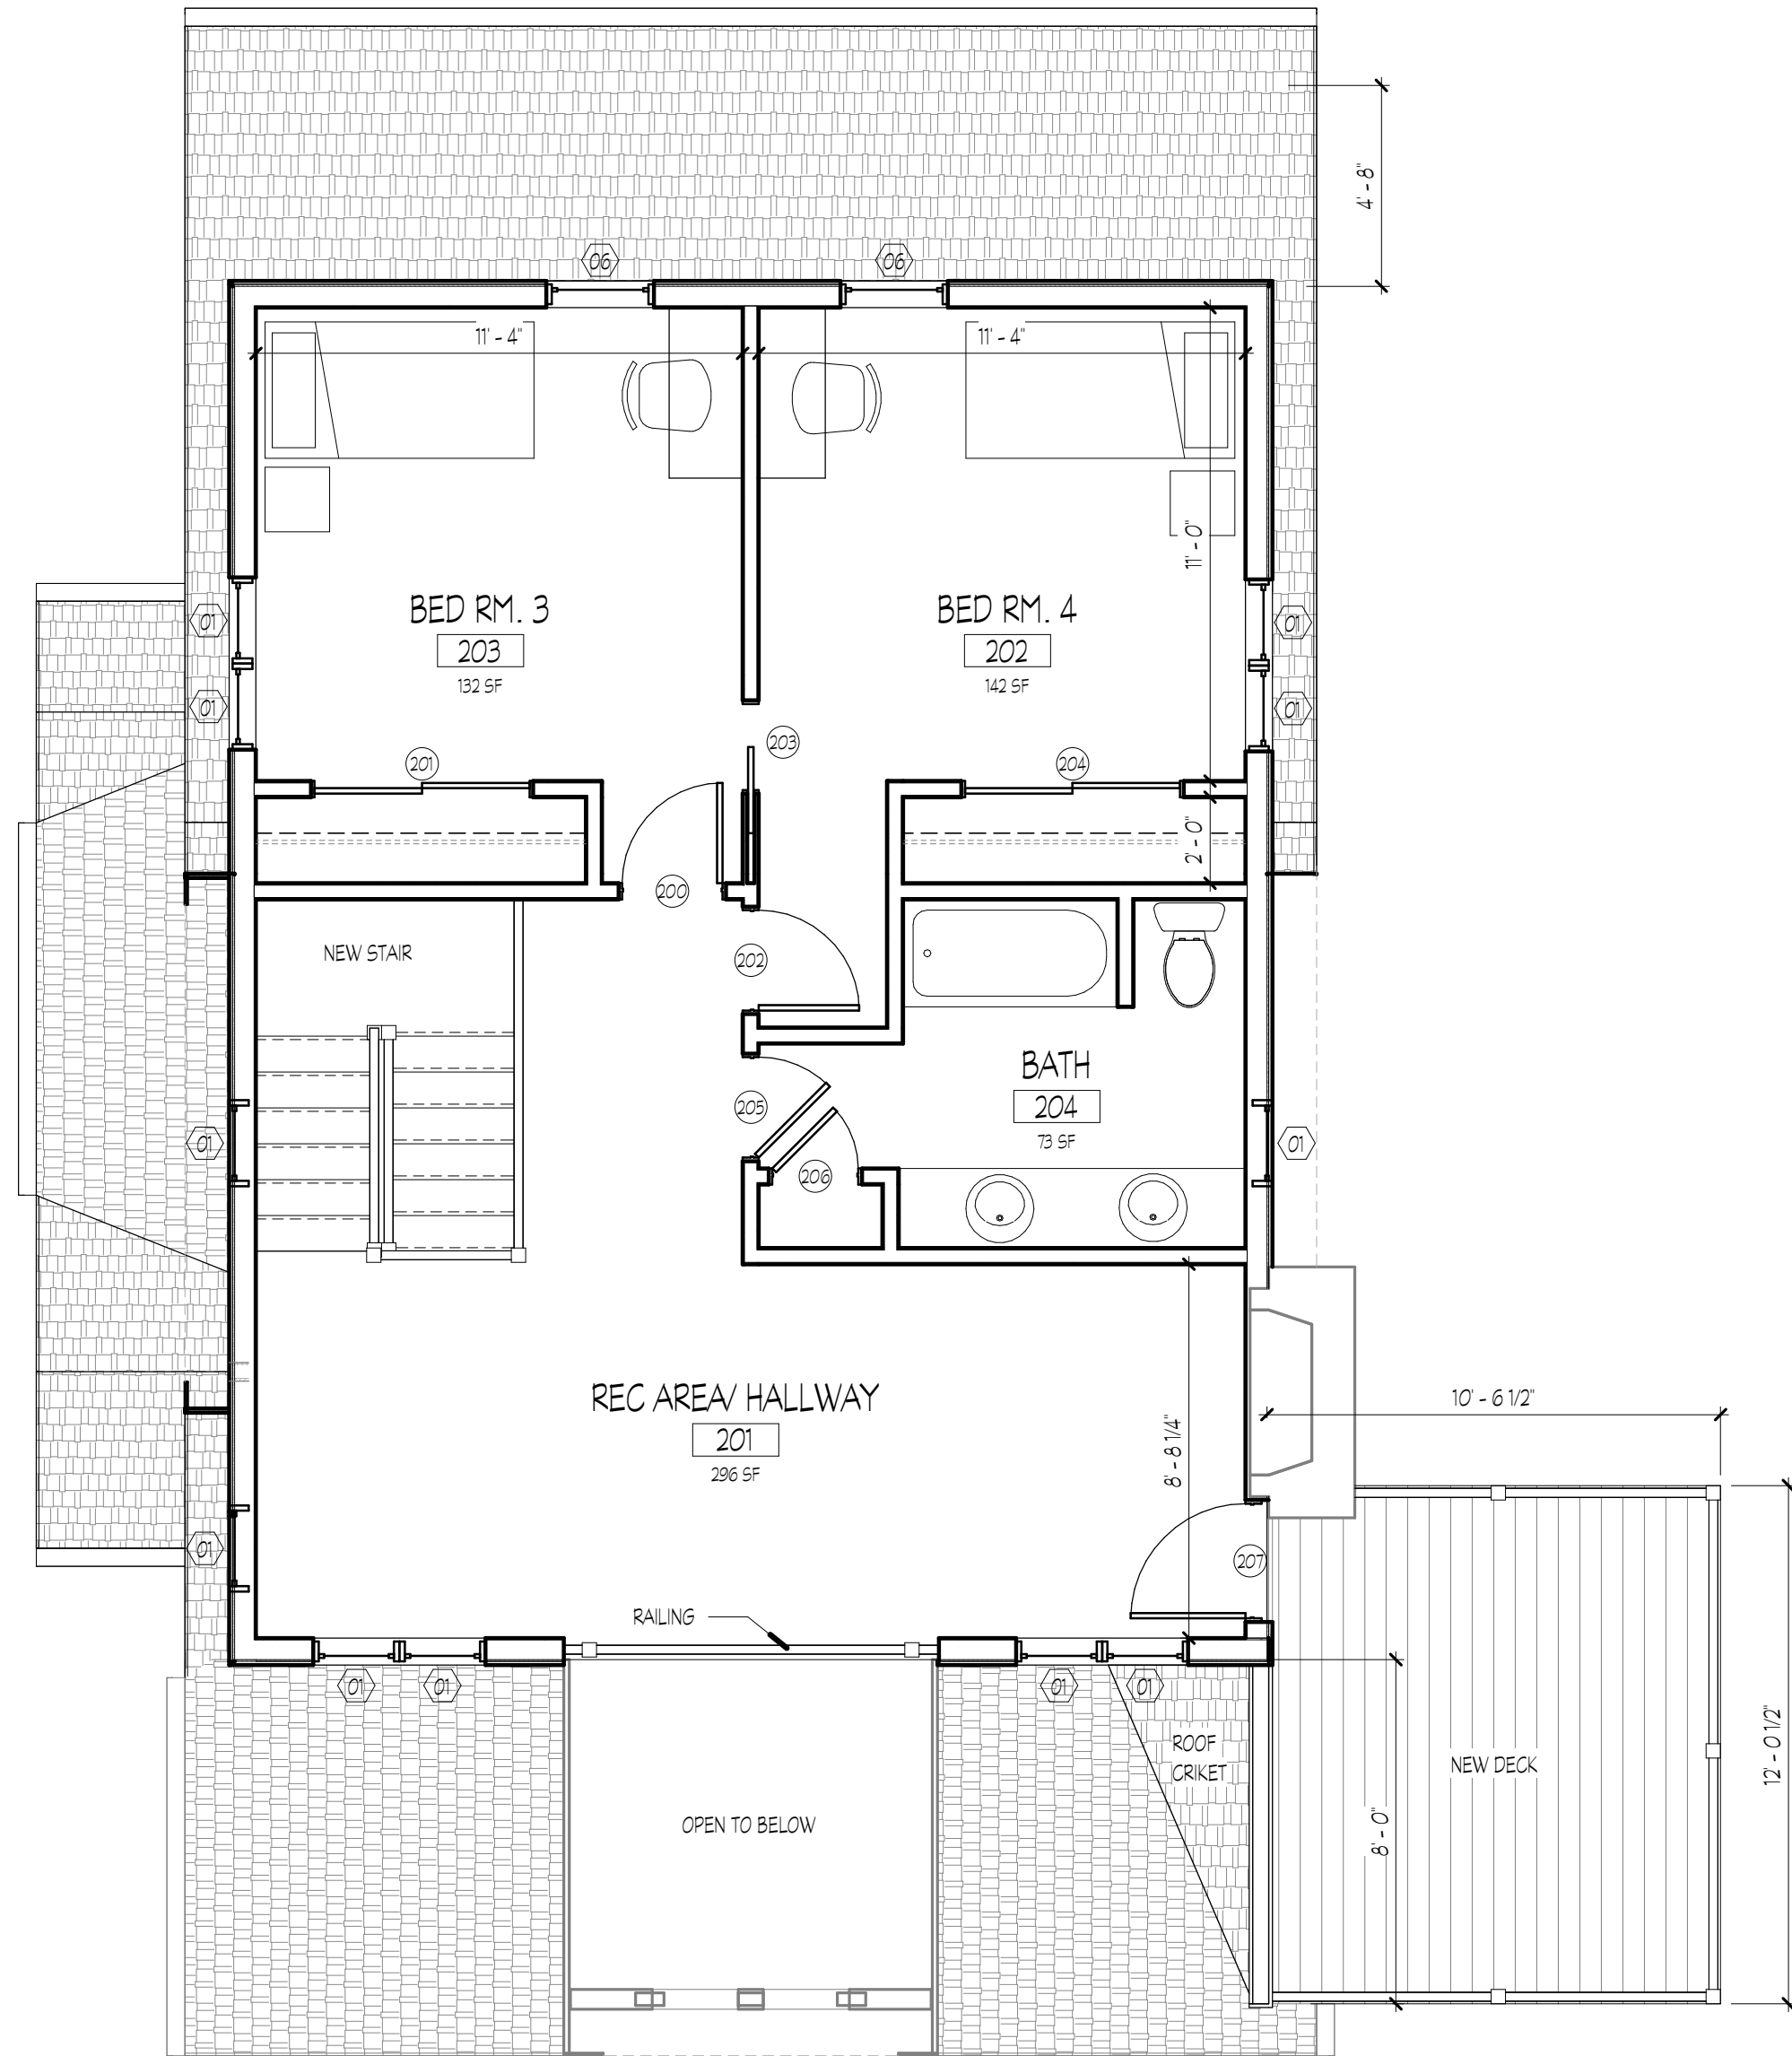 4' - 8"
06
06
11' - 4"
11' - 4"
11' - 0"
BED RM. 3
203
132 SF
BED RM. 4
202
142 SF
01
01
01
01
203
201
204
2' - 0"
200
NEW STAIR
202
BATH
204
73 SF
205
206
01
01
REC AREA/ HALLWAY
201
296 SF
8' - 8 1/4"
10' - 6 1/2"
01
207
RAILING
01
01
01
01
ROOF
CRIKET
NEW DECK
12' - 0 1/2"
8' - 0"
OPEN TO BELOW